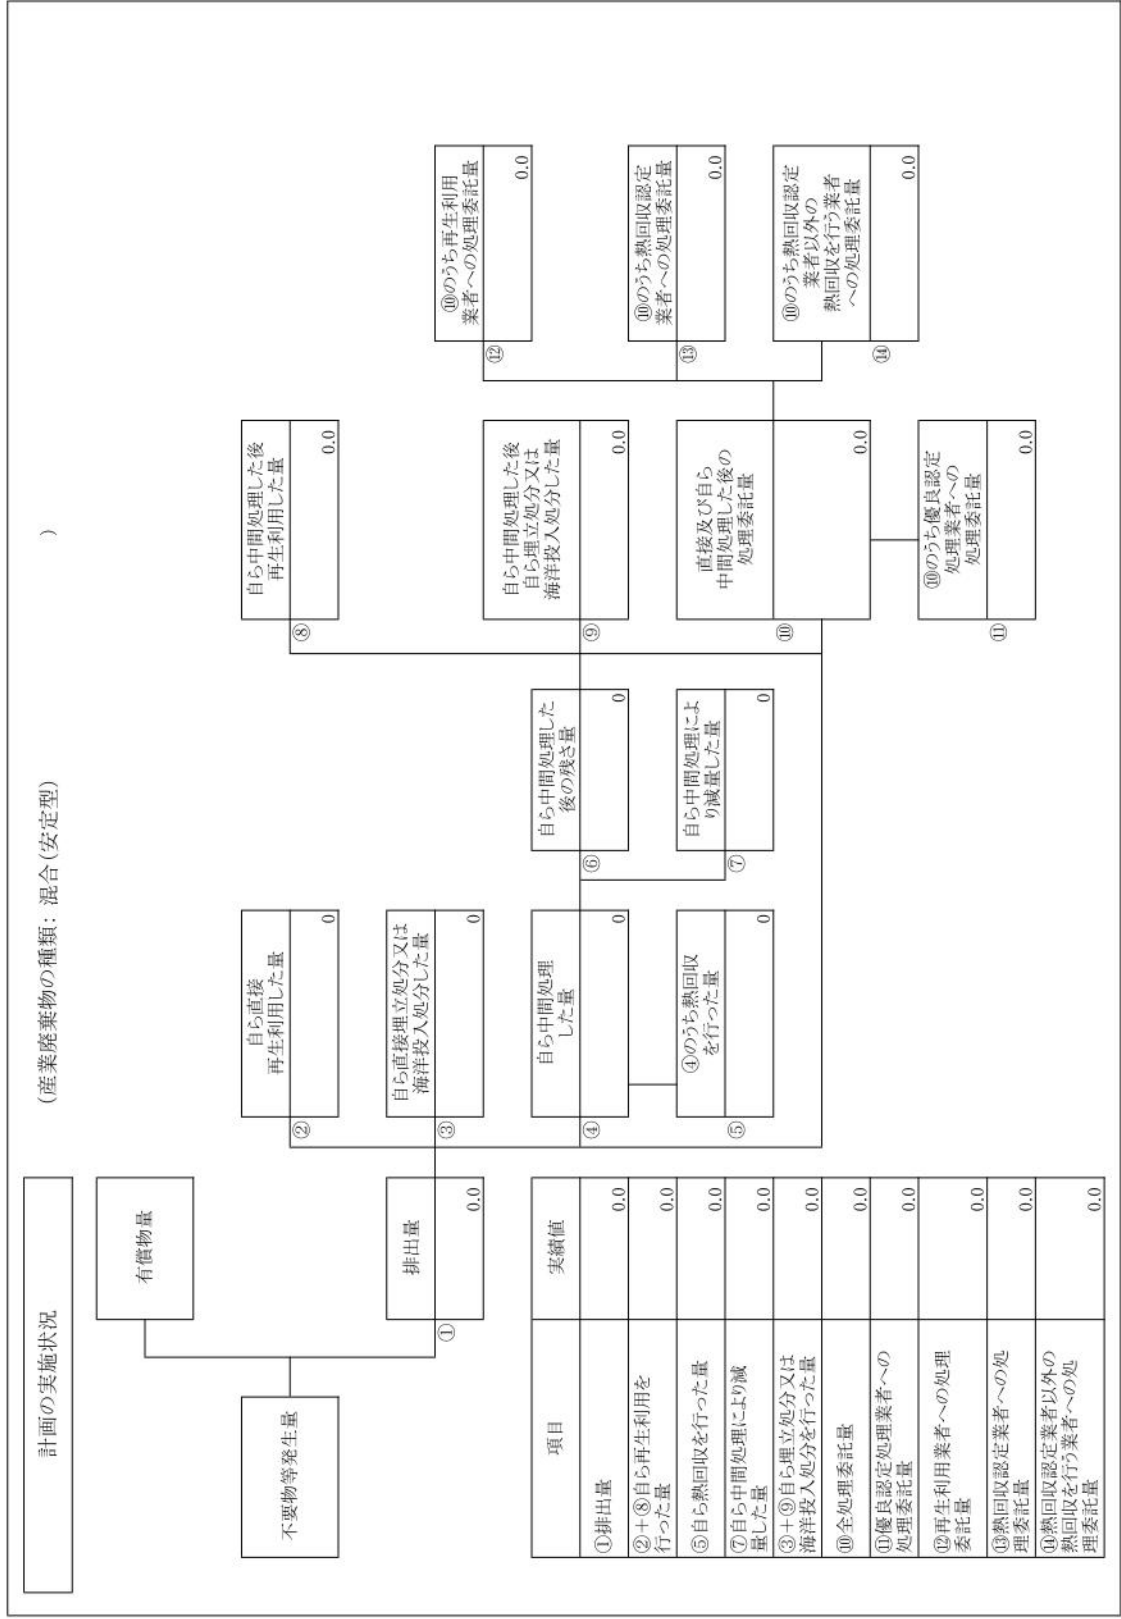 計画の実施状況
(産業廃棄物の種類: 混合(安定型)
)
不要物等発生量
有償物量
①
排出量
0.0
②
自ら直接
再生利用した量
0
③
自ら直接埋立処分又は
海洋投入処分した量
0
④
自ら中間処理
した量
0
⑤
④のうち熱回収
を行った量
0
⑥
自ら中間処理した
後の残さ量
0
⑦
自ら中間処理によ
り減量した量
0
⑧
自ら中間処理した後
再生利用した量
0.0
⑨
自ら中間処理した後
自ら埋立処分又は
海洋投入処分した量
0.0
⑩
直接及び自ら
中間処理した後の
処理委託量
0.0
⑪
⑩のうち優良認定
処理業者への
処理委託量
0.0
⑫
⑩のうち再生利用
業者への処理委託量
0.0
⑬
⑩のうち熱回収認定
業者への処理委託量
0.0
⑭
⑩のうち熱回収認定
業者以外の
熱回収を行う業者
への処理委託量
0.0
項目
実績値
①排出量
0.0
②+⑧自ら再生利用を
行った量
0.0
⑤自ら熱回収を行った量
0.0
⑦自ら中間処理により減
量した量
0.0
③+⑨自ら埋立処分又は
海洋投入処分を行った量
0.0
⑩全処理委託量
0.0
⑪優良認定処理業者への
処理委託量
0.0
⑫再生利用業者への処理
委託量
0.0
⑬熱回収認定業者への処
理委託量
0.0
⑭熱回収認定業者以外の
熱回収を行う業者への処
理委託量
0.0